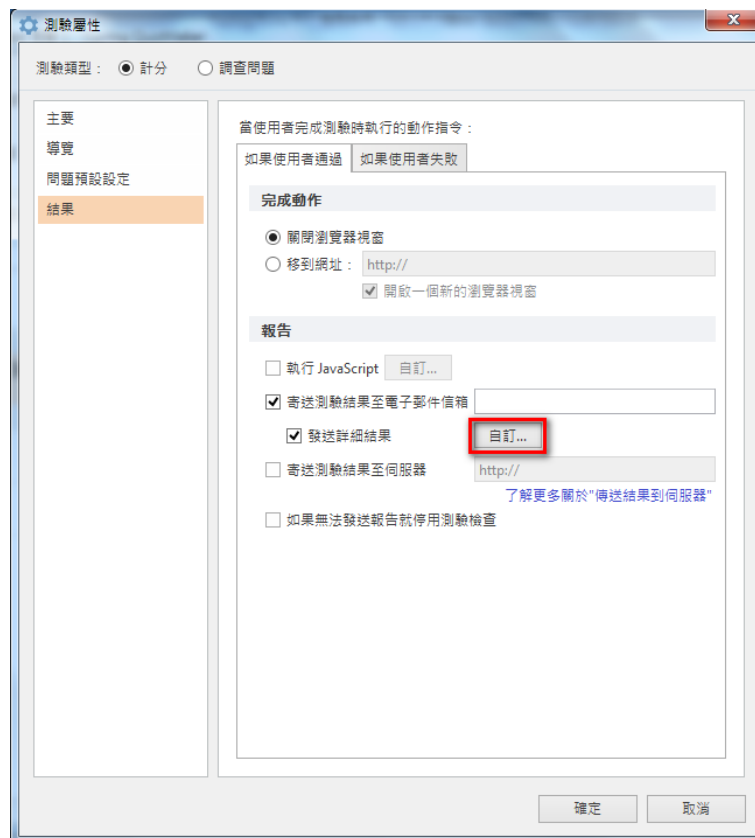 測驗屬性
測驗類型： 計分 調查問題
主要
導覽
問題預設設定
結果
當使用者完成測驗時執行的動作指令：
如果使用者通過 如果使用者失敗
完成動作
關閉瀏覽器視窗
移到網址： http://
開啟一個新的瀏覽器視窗
報告
執行 JavaScript 自訂...
寄送測驗結果至電子郵件信箱
發送詳細結果 自訂...
寄送測驗結果至伺服器 http://
了解更多關於"傳送結果到伺服器"
如果無法發送報告就停用測驗檢查
確定 取消